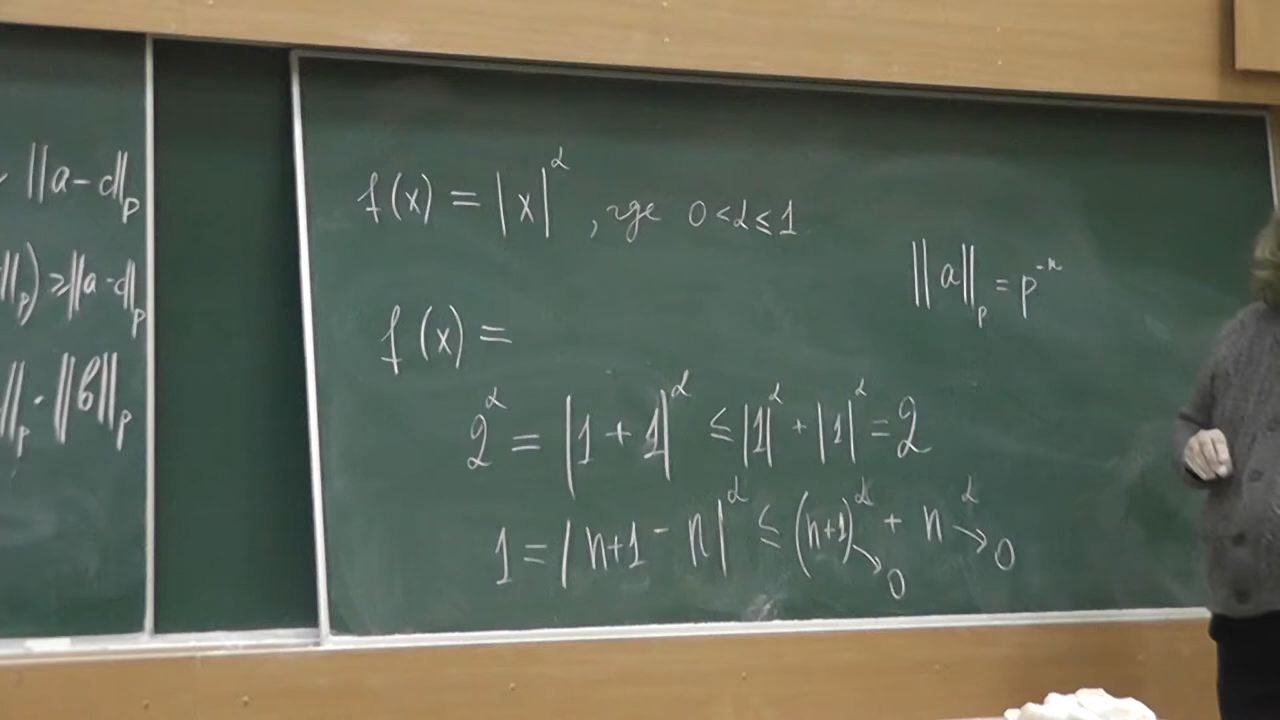 ‖a-d‖_p
‖_p) ≥ ‖a-d‖_p
‖_p · ‖b‖_p
f(x) = |x|^α, где 0<α≤1
‖a‖_p = p^{-n}
f(x) =
2^α = |1+1|^α ≤ |1|^α + |1|^α = 2
1 = |n+1 - n|^α ≤ (n+1)^α → 0 + n^α → 0